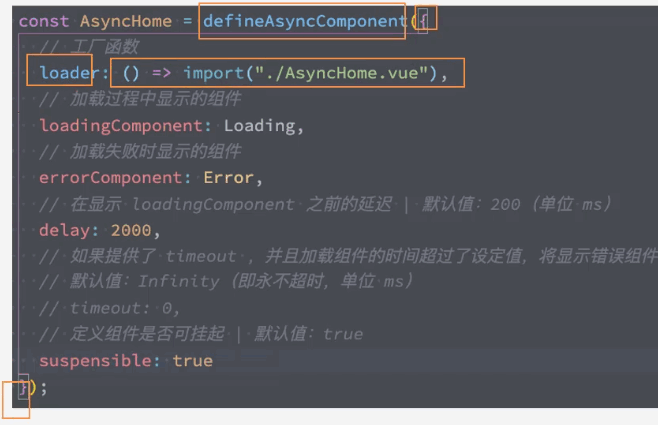 const AsyncHome = defineAsyncComponent({
// 工厂函数
loader: () => import("./AsyncHome.vue"),
// 加载过程中显示的组件
loadingComponent: Loading,
// 加载失败时显示的组件
errorComponent: Error,
// 在显示 loadingComponent 之前的延迟 | 默认值：200（单位 ms）
delay: 2000,
// 如果提供了 timeout ，并且加载组件的时间超过了设定值，将显示错误组件
// 默认值：Infinity（即永不超时，单位 ms）
// timeout: 0,
// 定义组件是否可挂起 | 默认值：true
suspensible: true
});